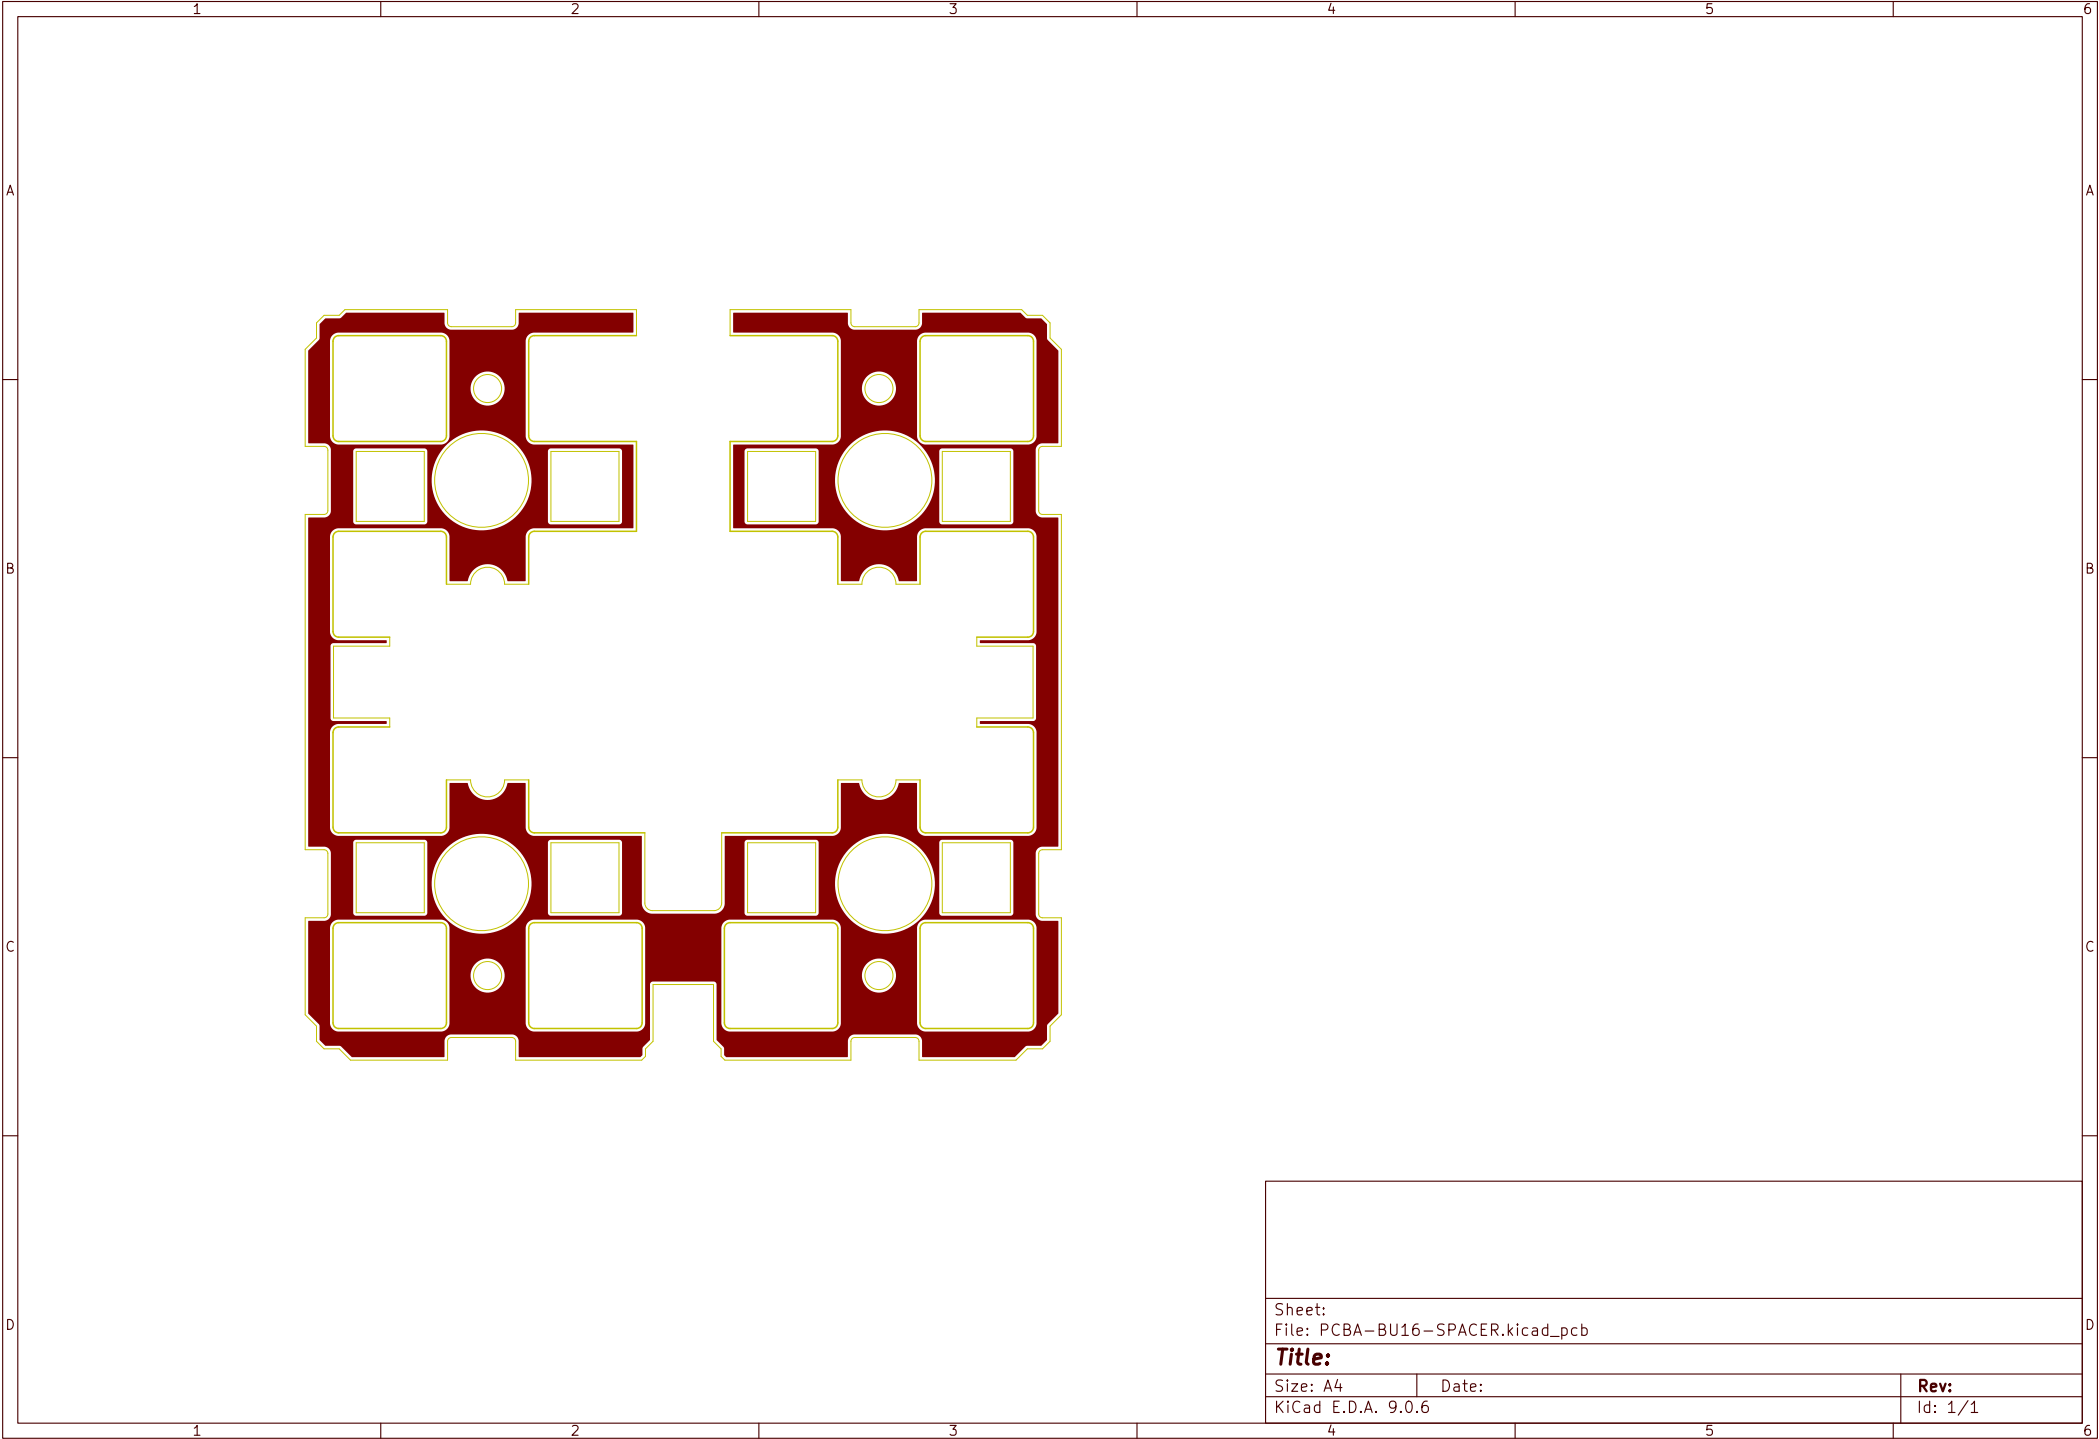 1 2 3 4 5 6
A A
B B
C C
D D
Sheet:
File: PCBA-BU16-SPACER.kicad_pcb
Title:
Size: A4 Date: Rev:
KiCad E.D.A. 9.0.6 Id: 1/1
1 2 3 4 5 6